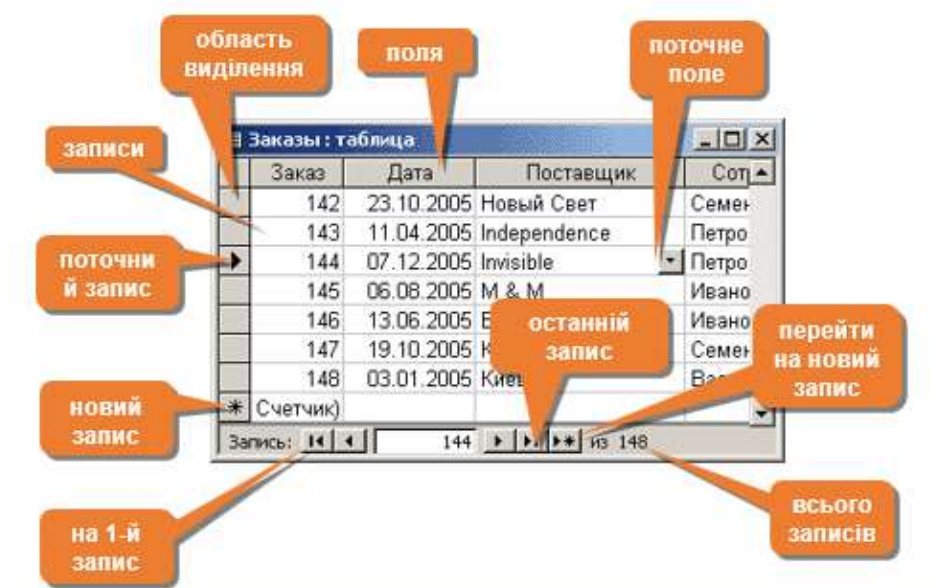 область
виділення
поля
поточне
поле
записи
Заказы : таблица
Заказ Дата Поставщик
142 23.10.2005 Новый Свет Семен
143 11.04.2005 Independence Петро
поточни
й запис
144 07.12.2005 Invisible Петро
145 06.08.2005 M & M Ивано
146 13.06.2005 Ивано
147 19.10.2005 Семен
148 03.01.2005
останній
запис
перейти
на новий
запис
новий
запис
* Счетчик)
Запись: 144 из 148
на 1-й
запис
всього
записів